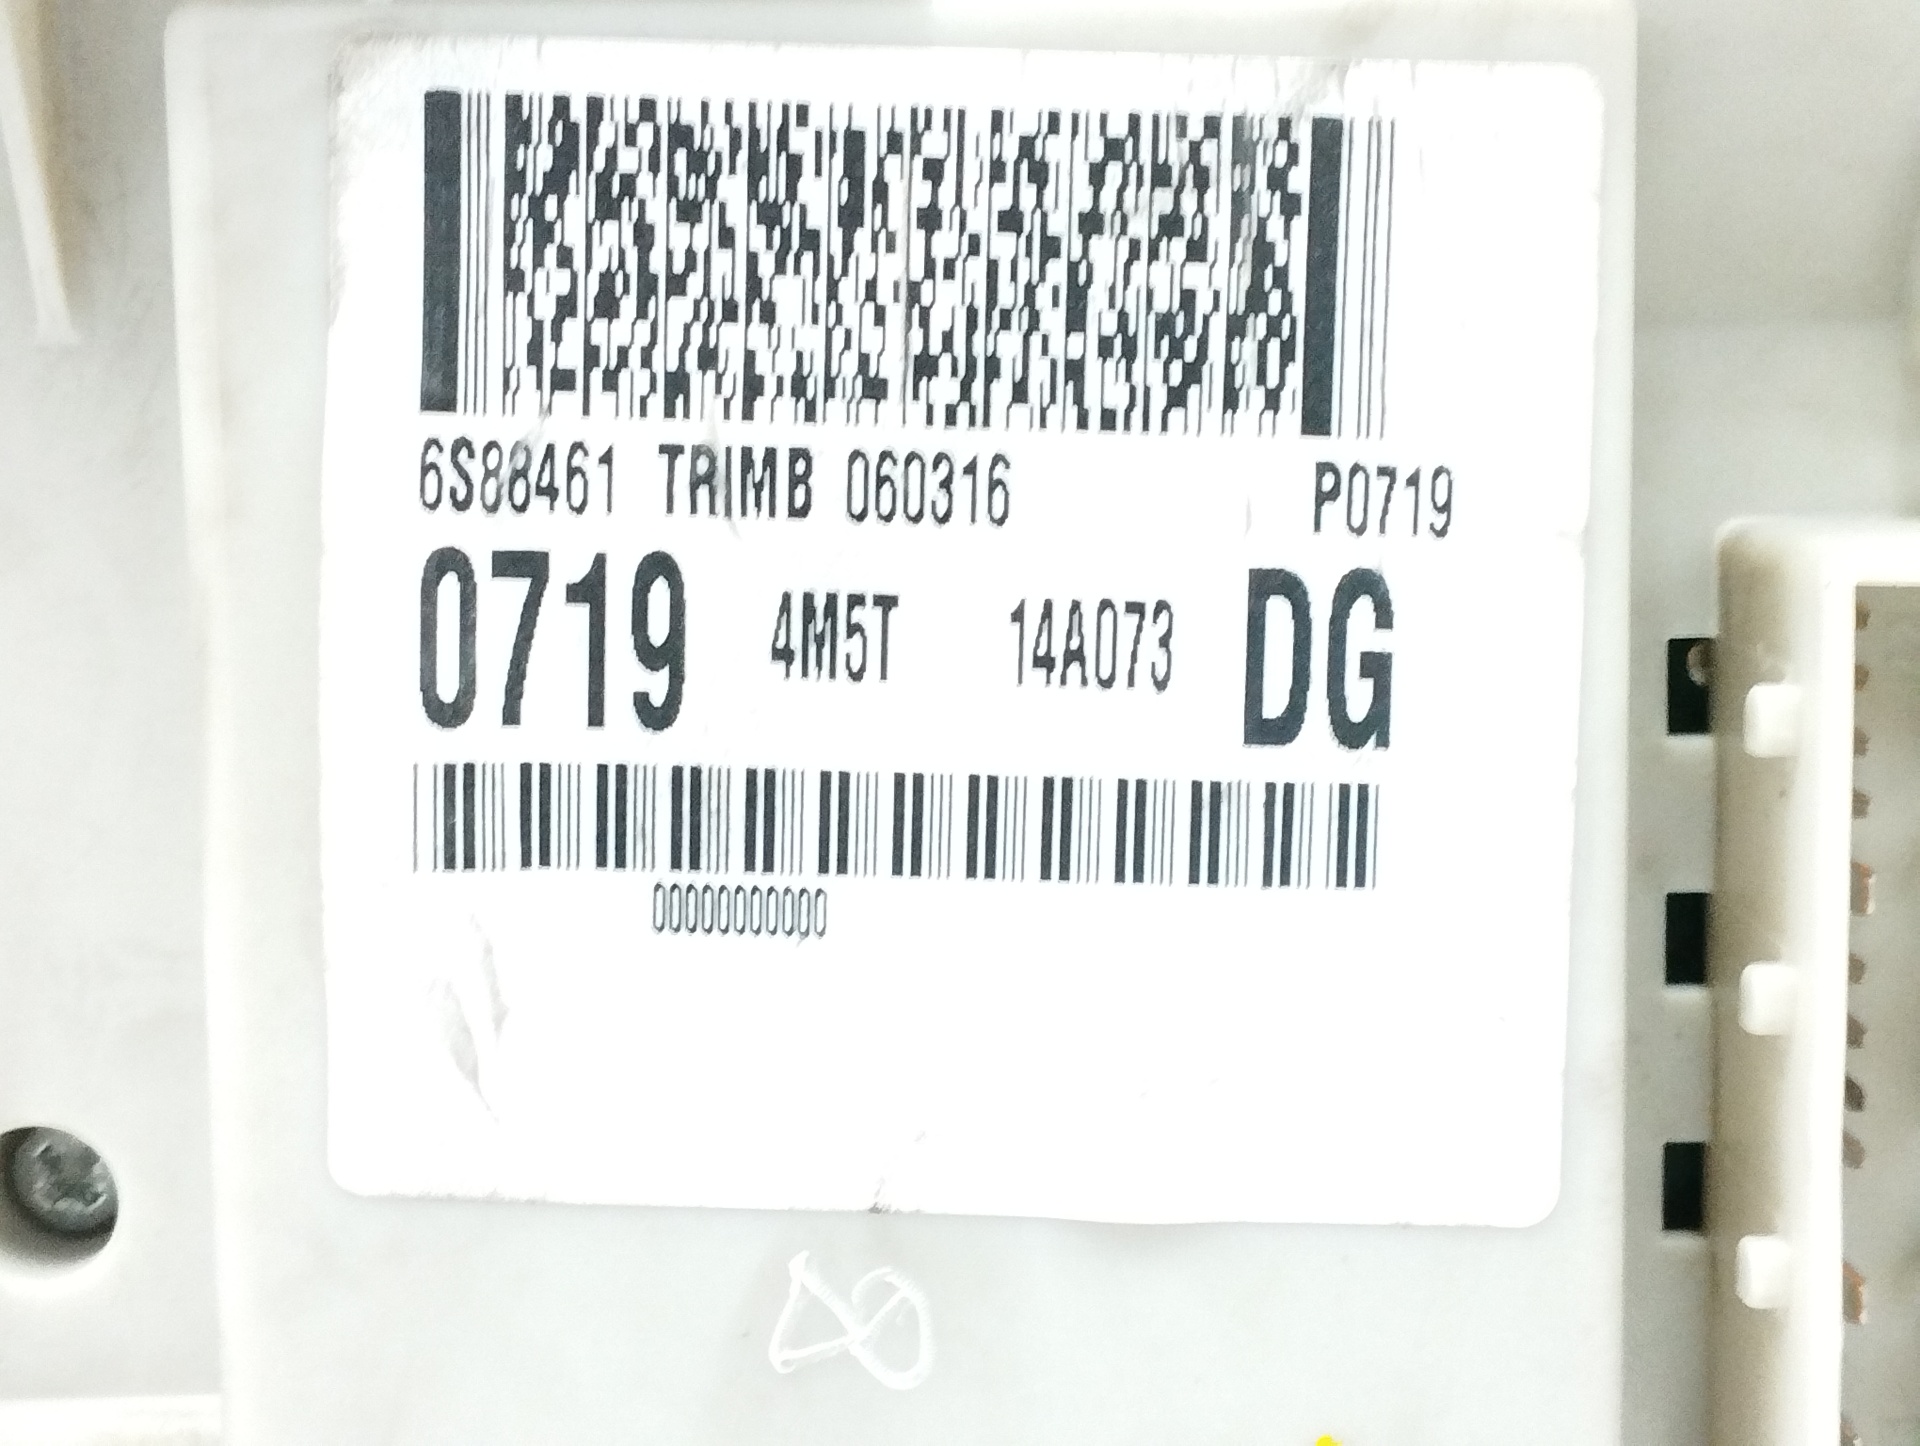 6S88461 TRIMB 060316 P0719
0719 4M5T 14A073 DG
00000000000